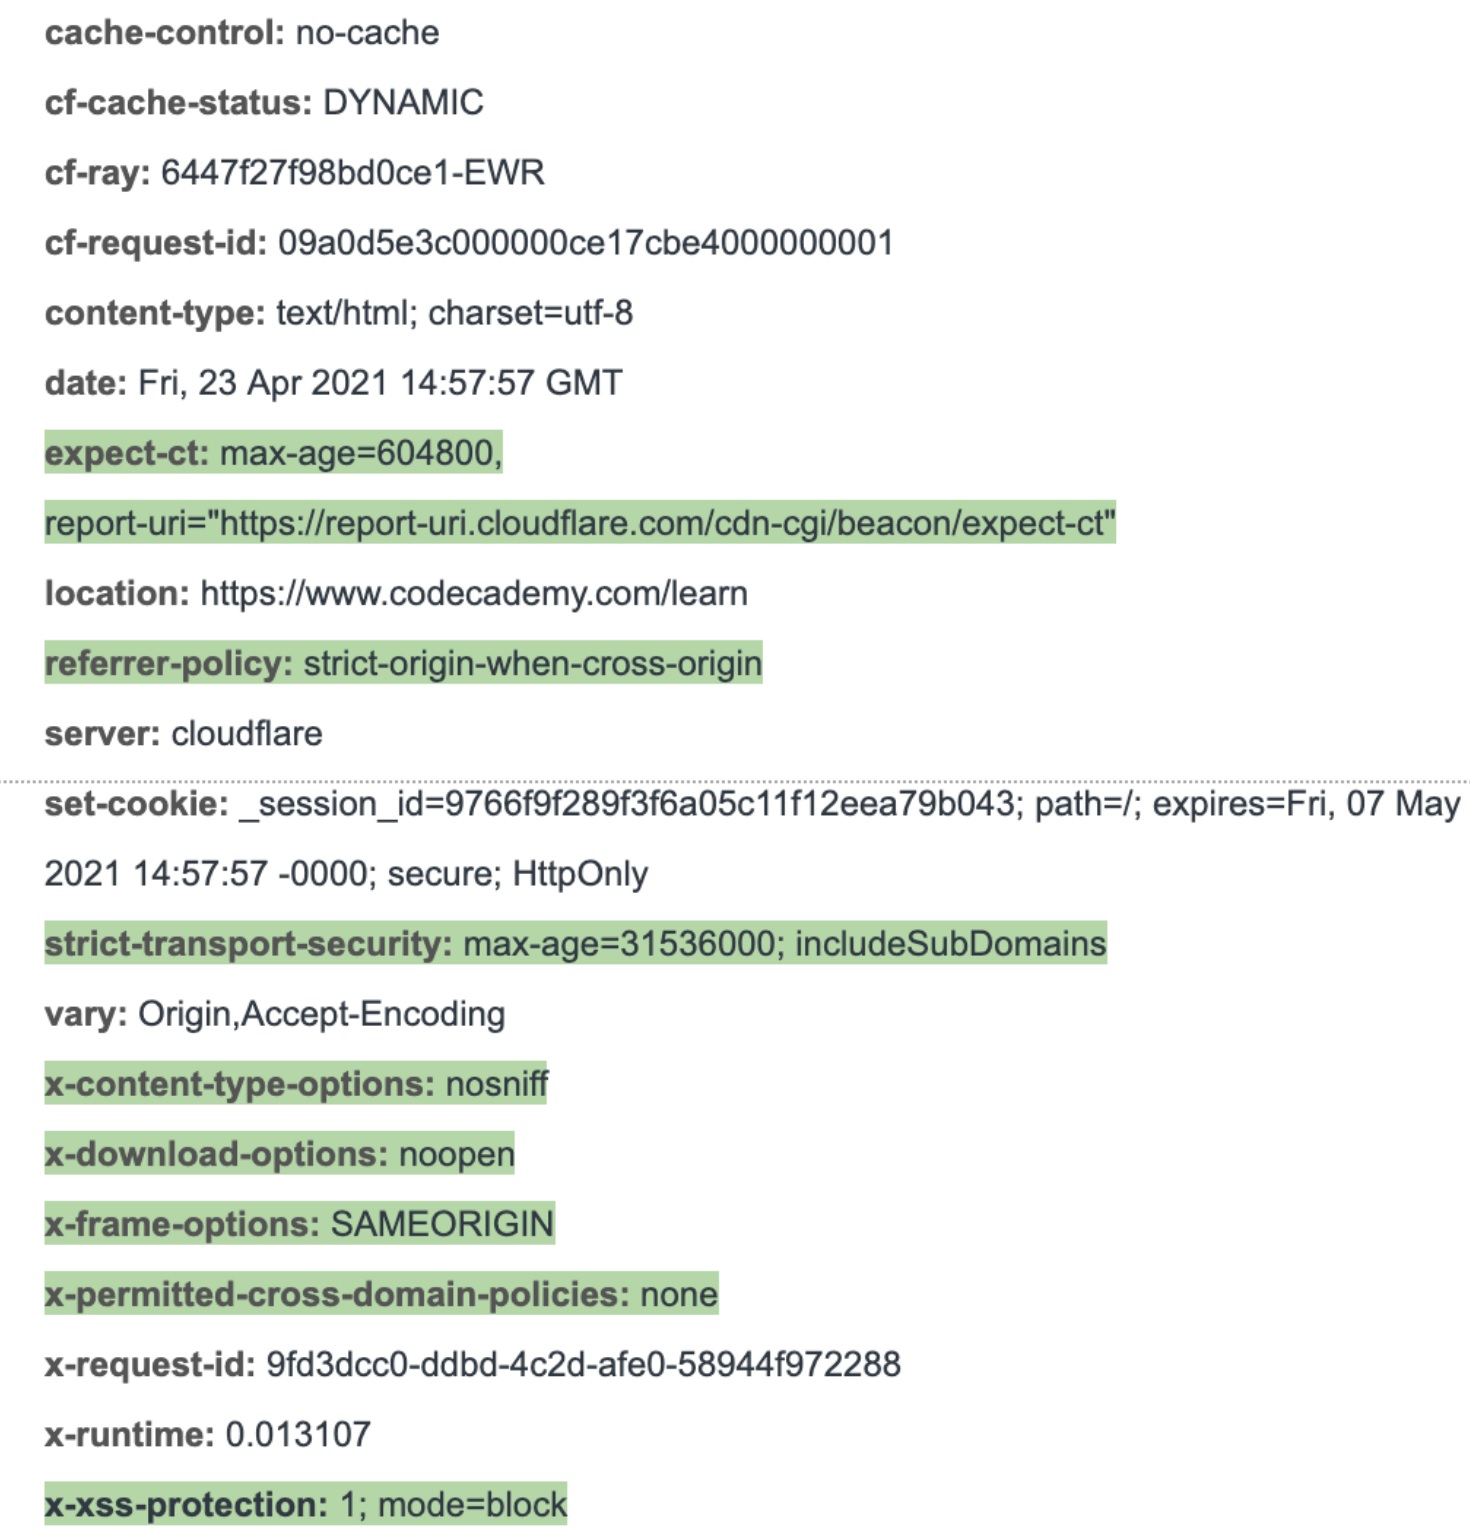 cache-control: no-cache
cf-cache-status: DYNAMIC
cf-ray: 6447f27f98bd0ce1-EWR
cf-request-id: 09a0d5e3c000000ce17cbe4000000001
content-type: text/html; charset=utf-8
date: Fri, 23 Apr 2021 14:57:57 GMT
expect-ct: max-age=604800,
report-uri="https://report-uri.cloudflare.com/cdn-cgi/beacon/expect-ct"
location: https://www.codecademy.com/learn
referrer-policy: strict-origin-when-cross-origin
server: cloudflare
set-cookie: _session_id=9766f9f289f3f6a05c11f12eea79b043; path=/; expires=Fri, 07 May
2021 14:57:57 -0000; secure; HttpOnly
strict-transport-security: max-age=31536000; includeSubDomains
vary: Origin,Accept-Encoding
x-content-type-options: nosniff
x-download-options: noopen
x-frame-options: SAMEORIGIN
x-permitted-cross-domain-policies: none
x-request-id: 9fd3dcc0-ddbd-4c2d-afe0-58944f972288
x-runtime: 0.013107
x-xss-protection: 1; mode=block